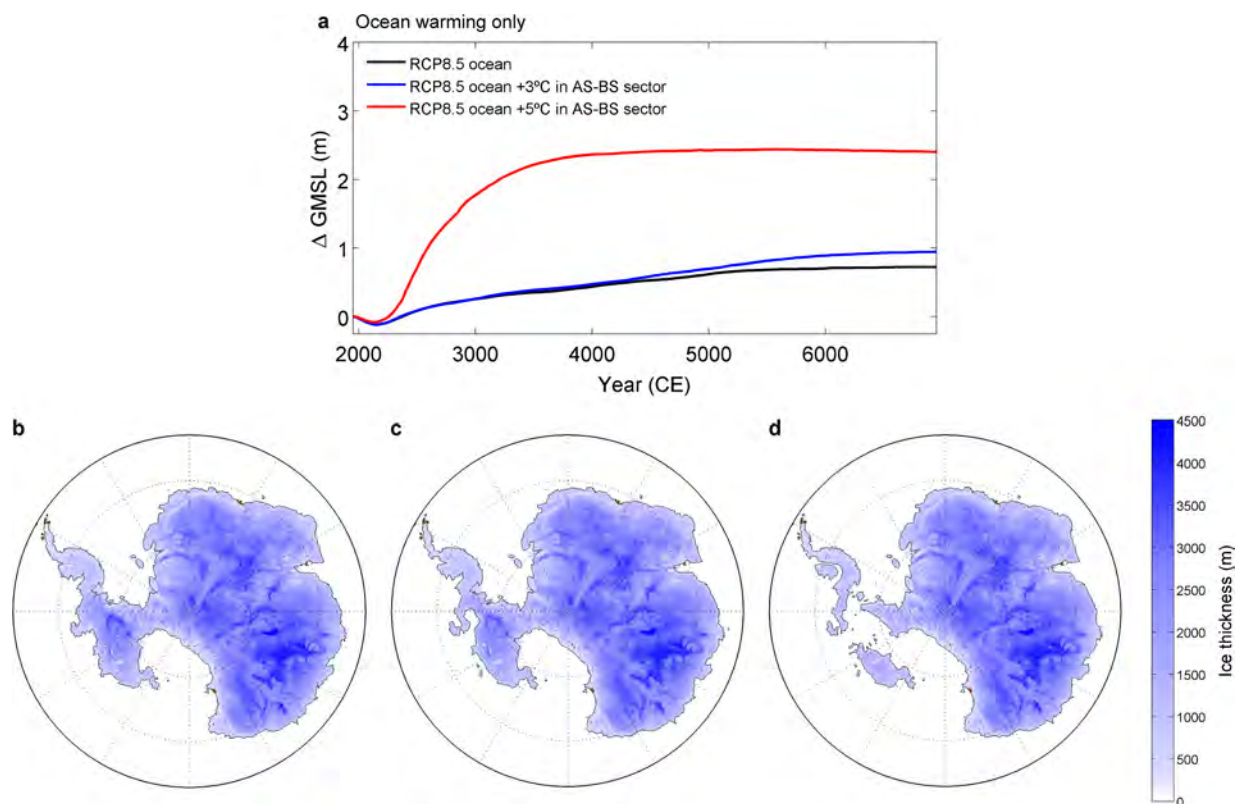 a Ocean warming only
4
3
2
1
0
Δ GMSL (m)
RCP8.5 ocean
RCP8.5 ocean +3ºC in AS-BS sector
RCP8.5 ocean +5ºC in AS-BS sector
2000 3000 4000 5000 6000
Year (CE)
b c d
4500
4000
3500
3000
2500
2000
1500
1000
500
0
Ice thickness (m)